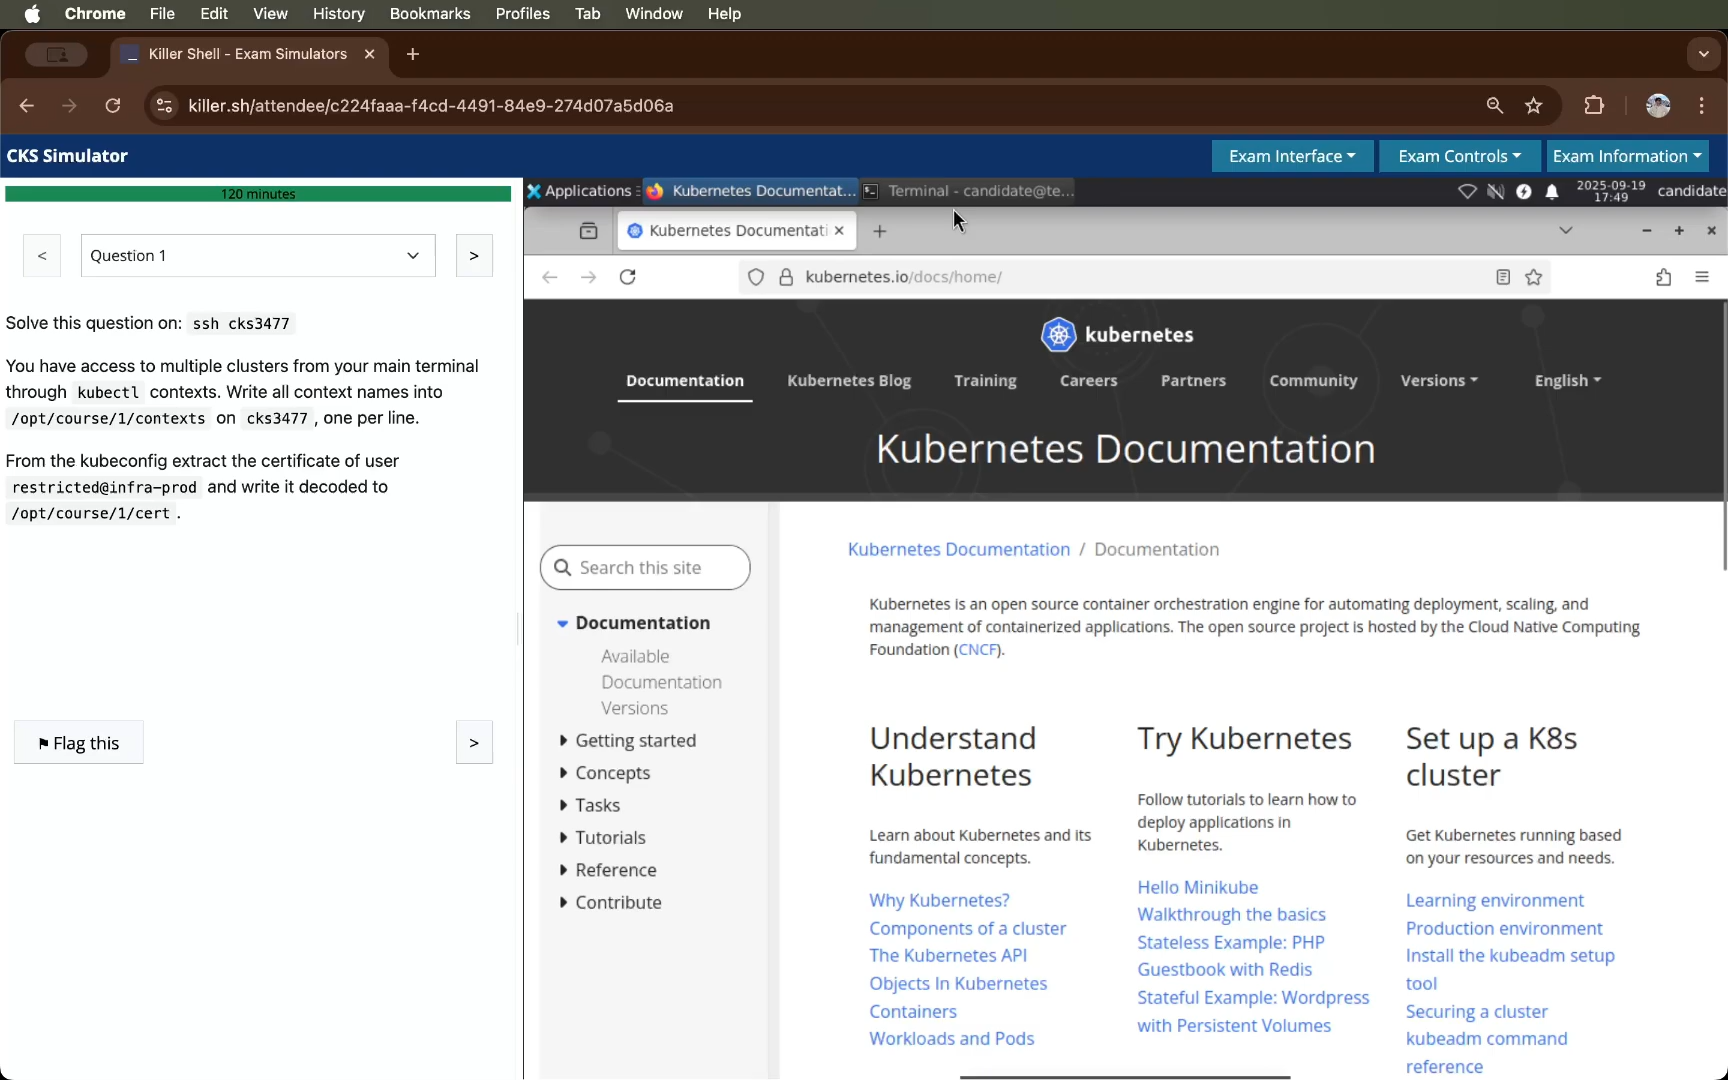 Chrome File Edit View History Bookmarks Profiles Tab Window Help
Killer Shell - Exam Simulators
killer.sh/attendee/c224faaa-f4cd-4491-84e9-274d07a5d06a
CKS Simulator
Exam Interface
Exam Controls
Exam Information
120 minutes
< Question 1 >
Solve this question on: ssh cks3477
You have access to multiple clusters from your main terminal
through kubectl contexts. Write all context names into
/opt/course/1/contexts on cks3477 , one per line.
From the kubeconfig extract the certificate of user
restricted@infra-prod and write it decoded to
/opt/course/1/cert .
Flag this >
Applications Kubernetes Documentat... Terminal - candidate@te...
2025-09-19
17:49
candidate
Kubernetes Documentati
kubernetes.io/docs/home/
kubernetes
Documentation Kubernetes Blog Training Careers Partners Community Versions English
Kubernetes Documentation
Search this site
Documentation
Available
Documentation
Versions
Getting started
Concepts
Tasks
Tutorials
Reference
Contribute
Kubernetes Documentation / Documentation
Kubernetes is an open source container orchestration engine for automating deployment, scaling, and
management of containerized applications. The open source project is hosted by the Cloud Native Computing
Foundation (CNCF).
Understand
Kubernetes
Learn about Kubernetes and its
fundamental concepts.
Why Kubernetes?
Components of a cluster
The Kubernetes API
Objects In Kubernetes
Containers
Workloads and Pods
Try Kubernetes
Follow tutorials to learn how to
deploy applications in
Kubernetes.
Hello Minikube
Walkthrough the basics
Stateless Example: PHP
Guestbook with Redis
Stateful Example: Wordpress
with Persistent Volumes
Set up a K8s
cluster
Get Kubernetes running based
on your resources and needs.
Learning environment
Production environment
Install the kubeadm setup
tool
Securing a cluster
kubeadm command
reference